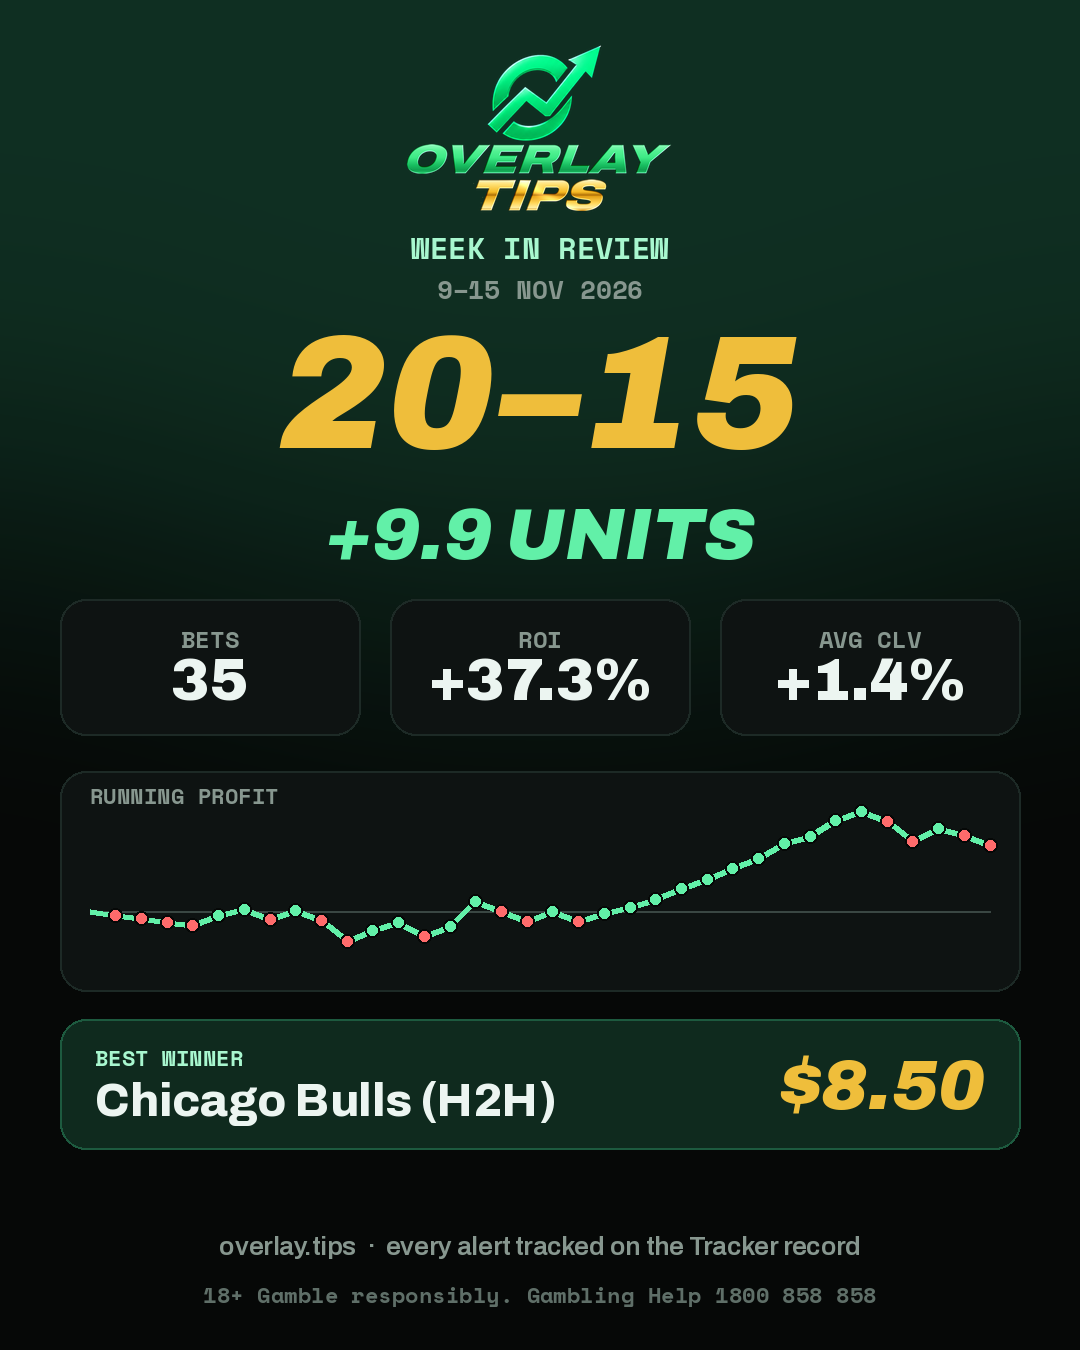 OVERLAY
TIPS
WEEK IN REVIEW
9–15 NOV 2026
20–15
+9.9 UNITS
BETS
35
ROI
+37.3%
AVG CLV
+1.4%
RUNNING PROFIT
BEST WINNER
Chicago Bulls (H2H)
$8.50
overlay.tips · every alert tracked on the Tracker record
18+ Gamble responsibly. Gambling Help 1800 858 858